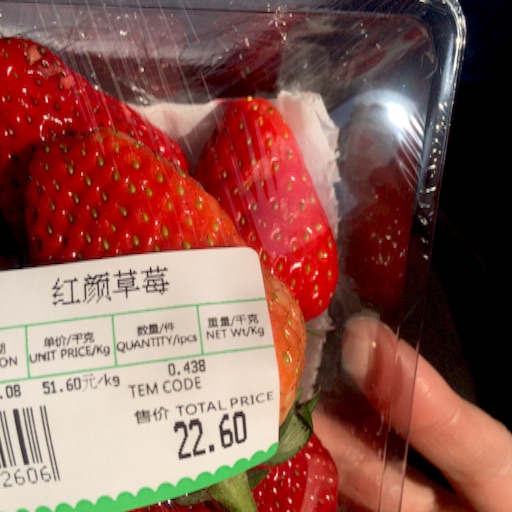 红颜草莓
期 单价/千克 数量/件 重量/千克
ON UNIT PRICE/Kg QUANTITY/ipcs NET Wt/Kg
.08 51.60元/kg 0.438
TEM CODE
售价 TOTAL PRICE
22.60
2606